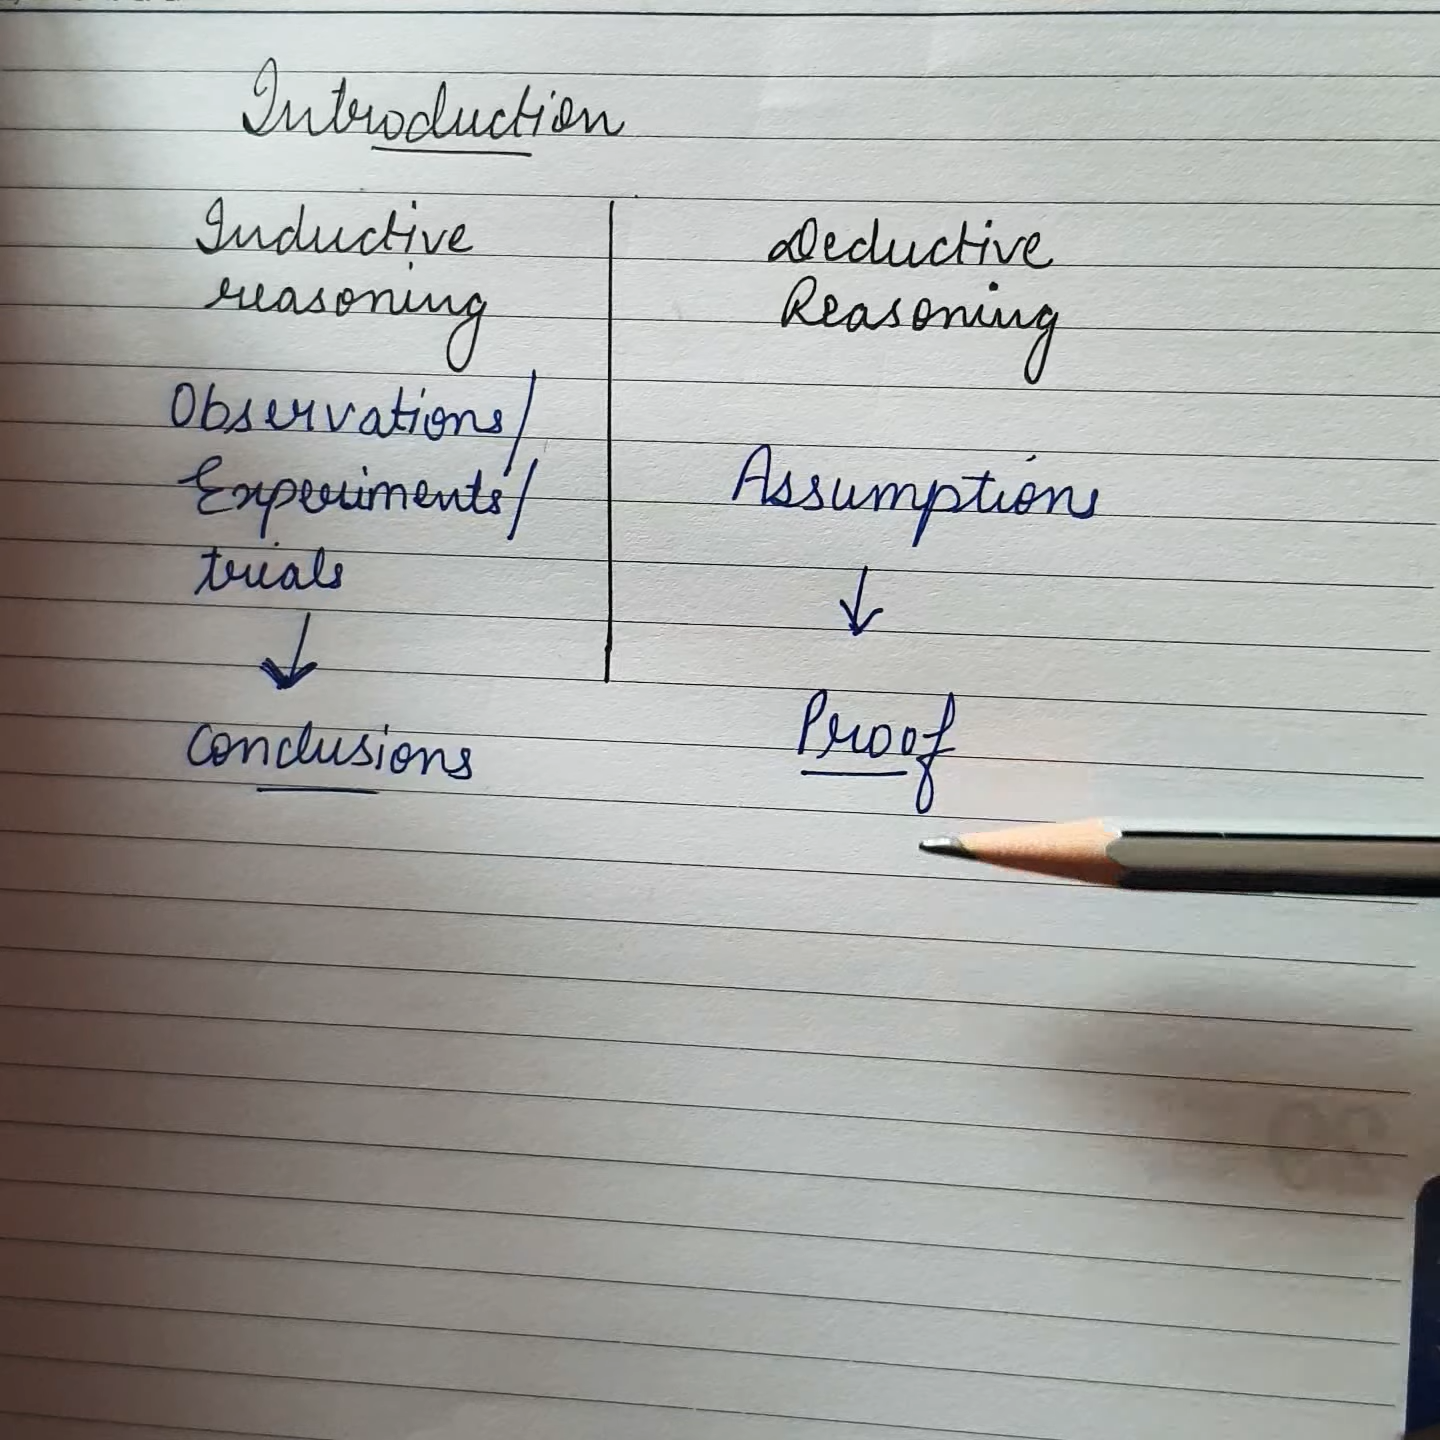 Introduction
Inductive
reasoning
Observations/
Experiments/
trials
↓
Conclusions
Deductive
Reasoning
Assumptions
↓
Proof